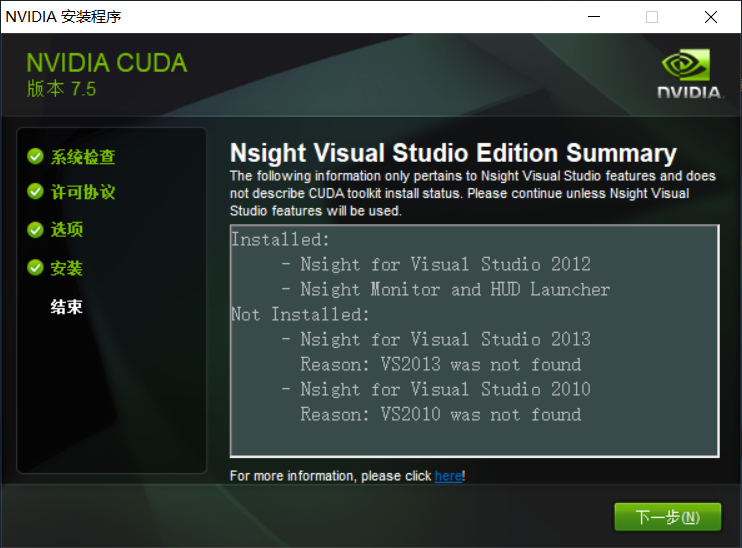 NVIDIA 安装程序
NVIDIA CUDA
版本 7.5
NVIDIA.
系统检查
许可协议
选项
安装
结束
Nsight Visual Studio Edition Summary
The following information only pertains to Nsight Visual Studio features and does
not describe CUDA toolkit install status. Please continue unless Nsight Visual
Studio features will be used.
Installed:
- Nsight for Visual Studio 2012
- Nsight Monitor and HUD Launcher
Not Installed:
- Nsight for Visual Studio 2013
Reason: VS2013 was not found
- Nsight for Visual Studio 2010
Reason: VS2010 was not found
For more information, please click here!
下一步(N)